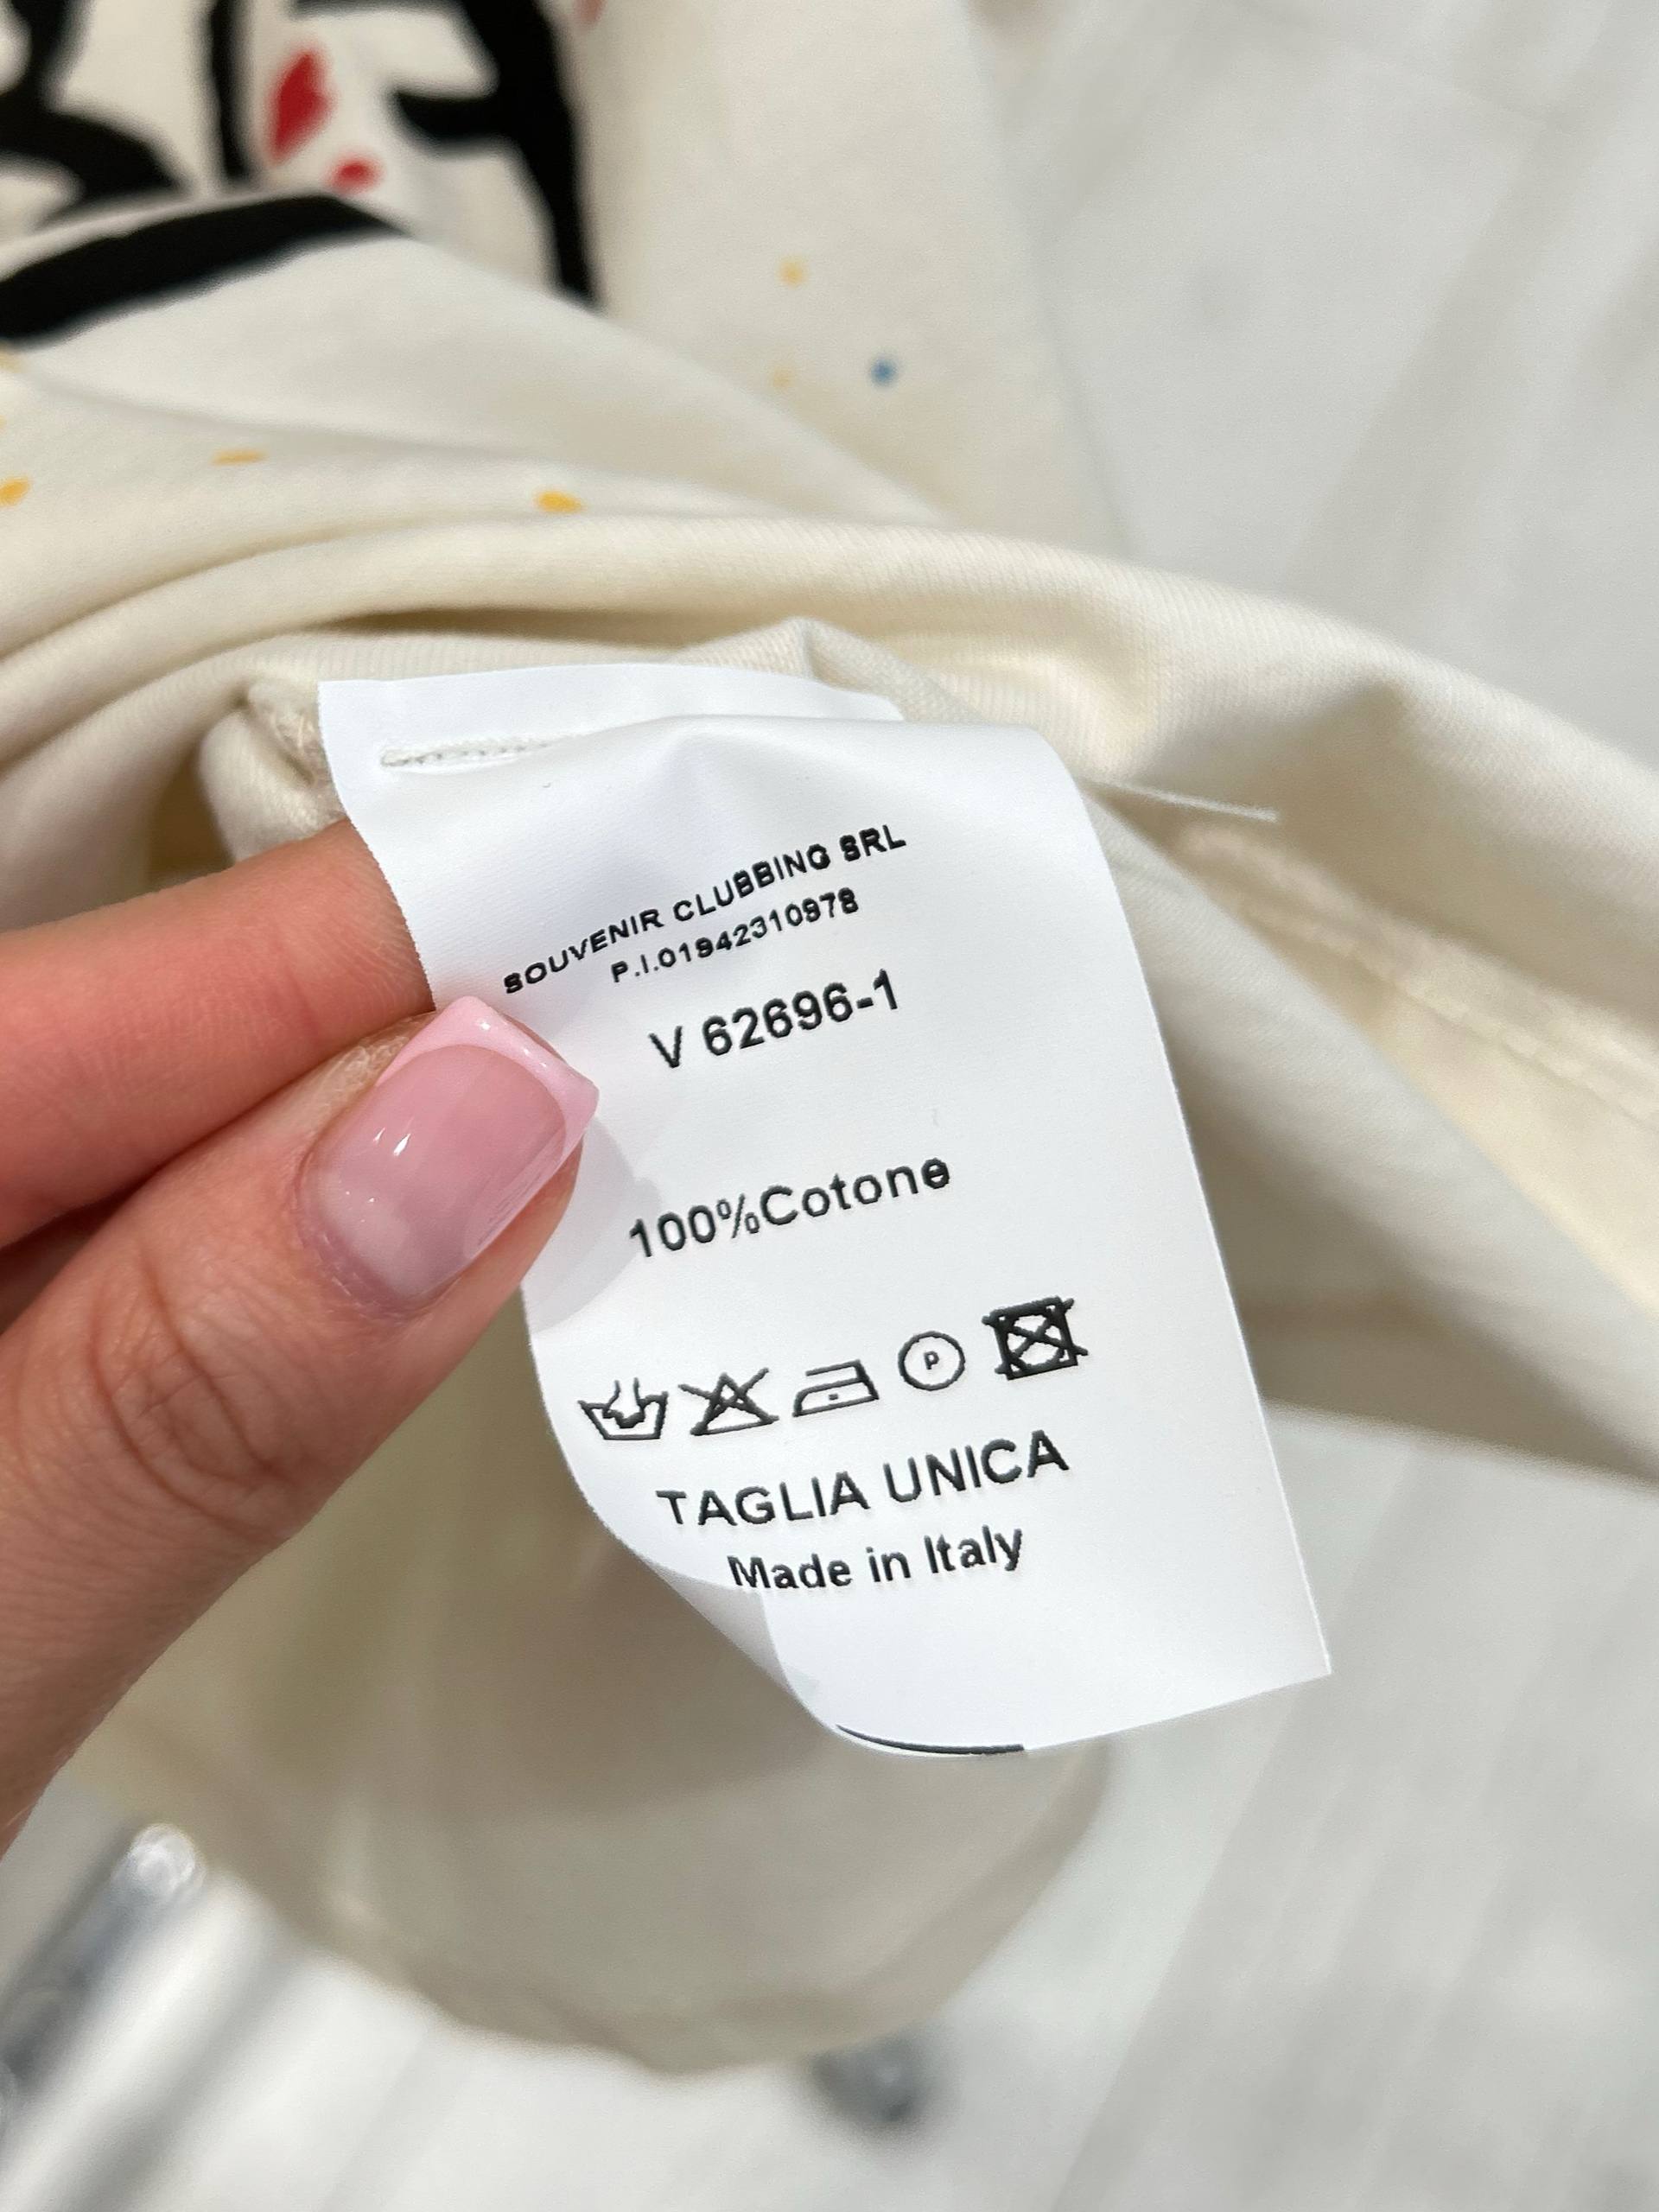 SOUVENIR CLUBBING SRL
P.I.01942310978
V 62696-1
100%Cotone
P
TAGLIA UNICA
Made in Italy